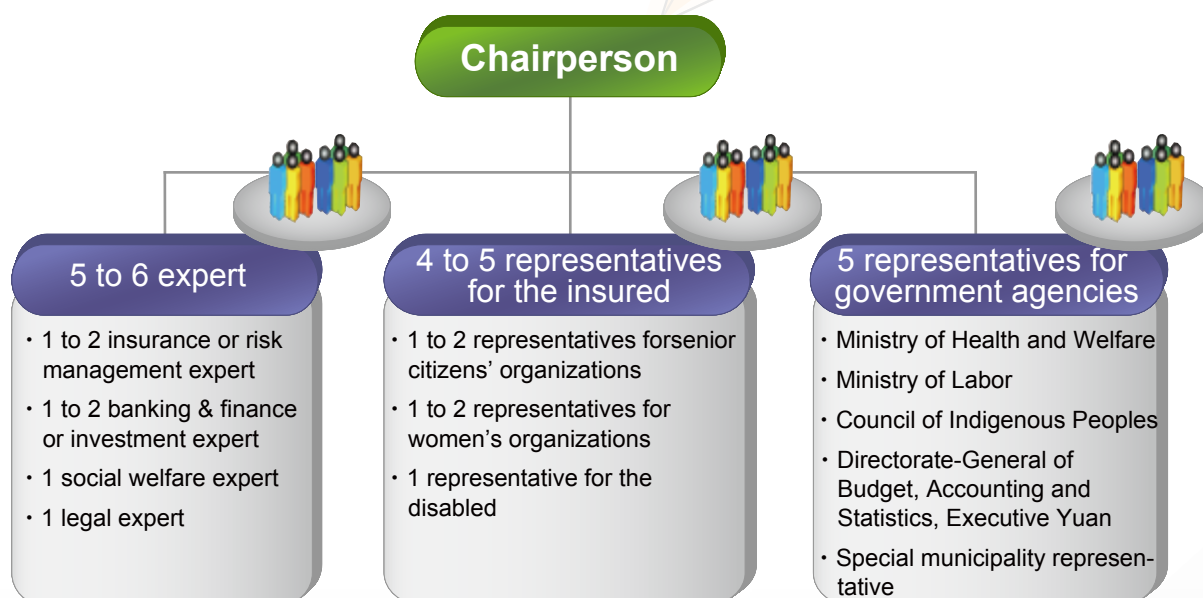 Chairperson
5 to 6 expert
・1 to 2 insurance or risk
management expert
・1 to 2 banking & finance
or investment expert
・1 social welfare expert
・1 legal expert
4 to 5 representatives
for the insured
・1 to 2 representatives forsenior
citizens’ organizations
・1 to 2 representatives for
women’s organizations
・1 representative for the
disabled
5 representatives for
government agencies
・Ministry of Health and Welfare
・Ministry of Labor
・Council of Indigenous Peoples
・Directorate-General of
Budget, Accounting and
Statistics, Executive Yuan
・Special municipality represen-
tative